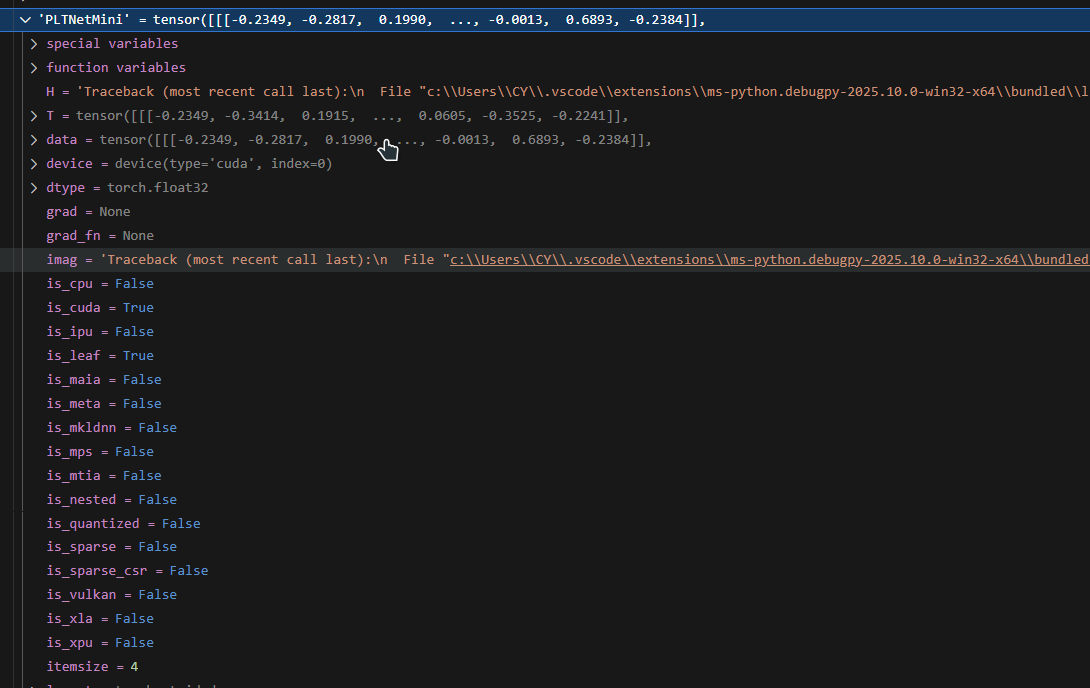 'PLTNetMini' = tensor([[[-0.2349, -0.2817,  0.1990,  ..., -0.0013,  0.6893, -0.2384]],
special variables
function variables
H = 'Traceback (most recent call last):\n  File "c:\\Users\\CY\\.vscode\\extensions\\ms-python.debugpy-2025.10.0-win32-x64\\bundled\\l
T = tensor([[[-0.2349, -0.3414,  0.1915,  ...,  0.0605, -0.3525, -0.2241]],
data = tensor([[[-0.2349, -0.2817,  0.1990, ..., -0.0013,  0.6893, -0.2384]],
device = device(type='cuda', index=0)
dtype = torch.float32
grad = None
grad_fn = None
imag = 'Traceback (most recent call last):\n  File "c:\\Users\\CY\\.vscode\\extensions\\ms-python.debugpy-2025.10.0-win32-x64\\bundled
is_cpu = False
is_cuda = True
is_ipu = False
is_leaf = True
is_maia = False
is_meta = False
is_mkldnn = False
is_mps = False
is_mtia = False
is_nested = False
is_quantized = False
is_sparse = False
is_sparse_csr = False
is_vulkan = False
is_xla = False
is_xpu = False
itemsize = 4